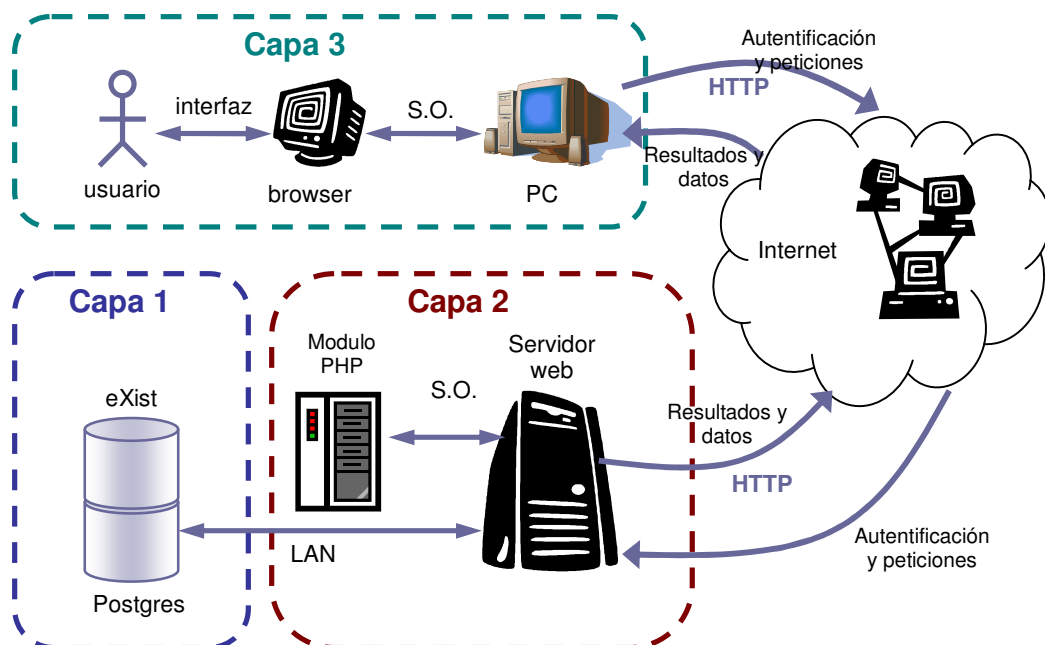 Capa 3
interfaz
S.O.
usuario
browser
PC
Autentificación
y peticiones
HTTP
Resultados y
datos
Internet
Capa 1
eXist
Postgres
Capa 2
Modulo
PHP
S.O.
Servidor
web
LAN
Resultados y
datos
HTTP
Autentificación
y peticiones